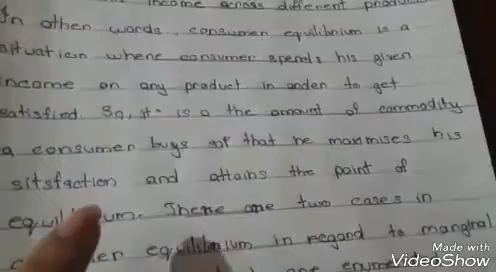 income across different
In other words, consumer equilibrium is a
situation where consumer spends his given
income on any product in order to get
satisfied. So, it is a the amount of commodity
a consumer buys so that he maximises his
sitsfaction and attains the point of
There are two cases in
equilibrium in regard to marginal
are
Made with
VideoShow